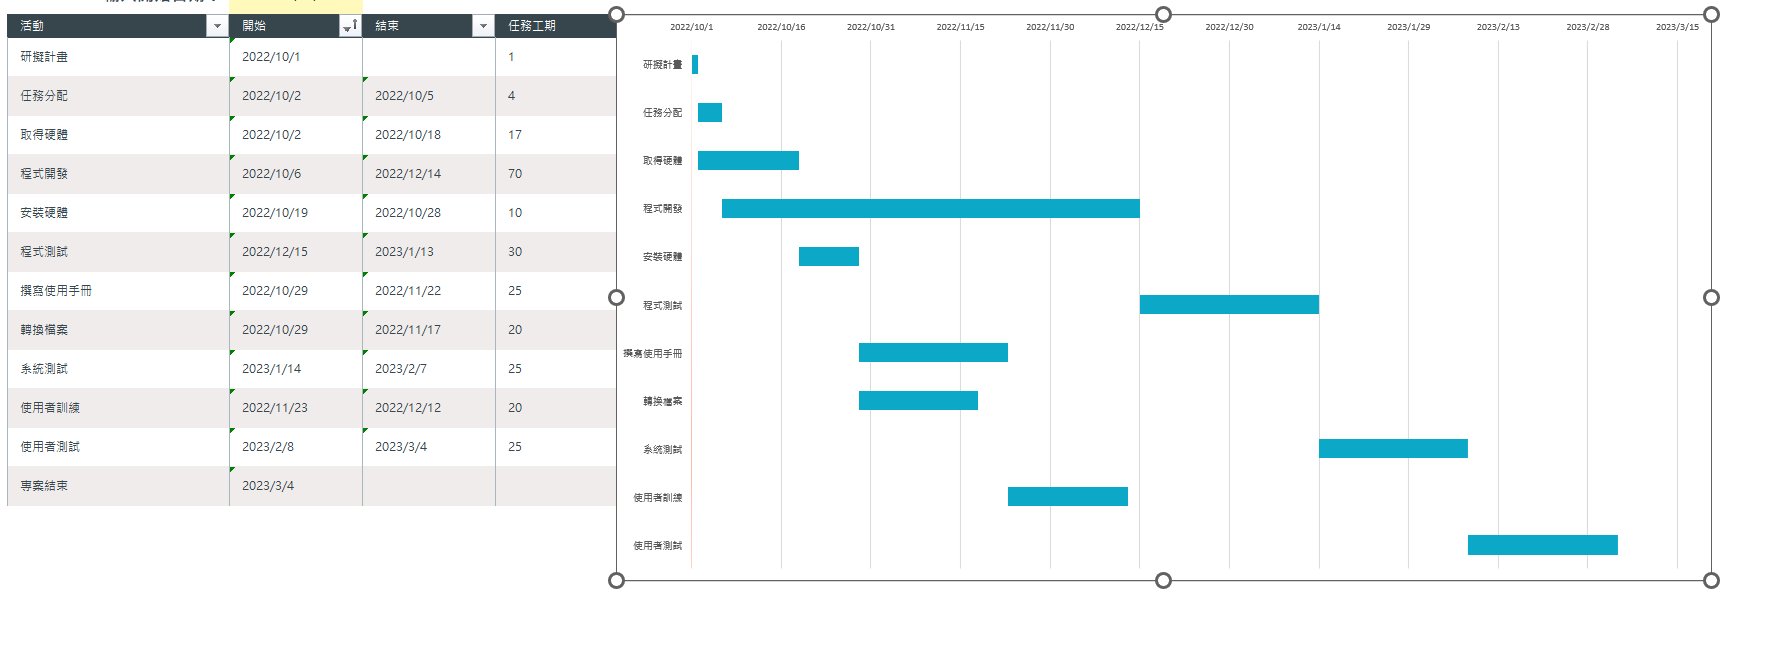 活動 開始 結束 任務工期
研擬計畫 2022/10/1 1
任務分配 2022/10/2 2022/10/5 4
取得硬體 2022/10/2 2022/10/18 17
程式開發 2022/10/6 2022/12/14 70
安裝硬體 2022/10/19 2022/10/28 10
程式測試 2022/12/15 2023/1/13 30
撰寫使用手冊 2022/10/29 2022/11/22 25
轉換檔案 2022/10/29 2022/11/17 20
系統測試 2023/1/14 2023/2/7 25
使用者訓練 2022/11/23 2022/12/12 20
使用者測試 2023/2/8 2023/3/4 25
專案結束 2023/3/4
2022/10/1 2022/10/16 2022/10/31 2022/11/15 2022/11/30 2022/12/15 2022/12/30 2023/1/14 2023/1/29 2023/2/13 2023/2/28 2023/3/15
研擬計畫
任務分配
取得硬體
程式開發
安裝硬體
程式測試
撰寫使用手冊
轉換檔案
系統測試
使用者訓練
使用者測試